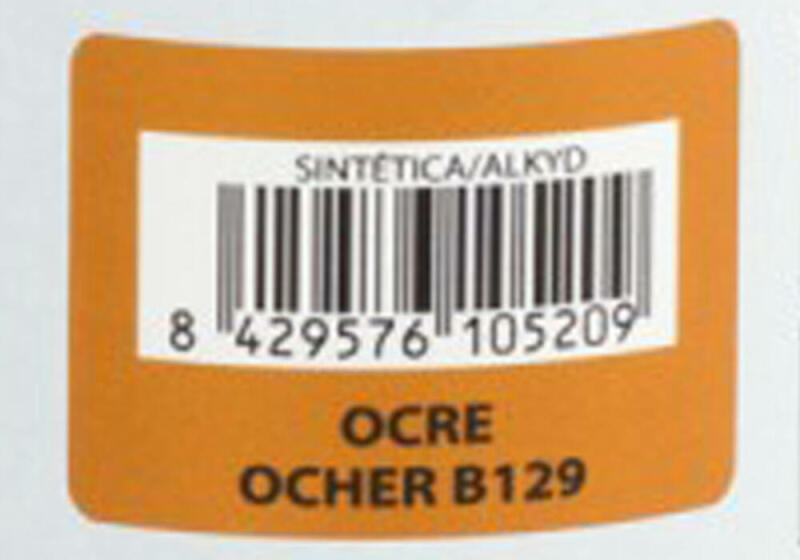 SINTÉTICA/ALKYD
8 429576 105209
OCRE
OCHER B129